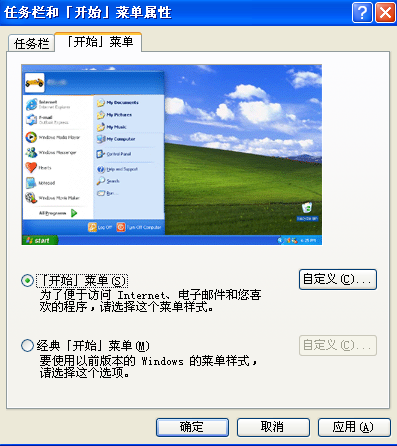 任务栏和「开始」菜单属性
任务栏
「开始」菜单
Internet
Internet Explorer
E-mail
Outlook Express
Windows Media Player
Windows Messenger
Hearts
Notepad
Windows Movie Maker
All Programs
My Documents
My Pictures
My Music
My Computer
Control Panel
Help and Support
Search
Run...
Log Off
Turn Off Computer
start
「开始」菜单(S)
自定义(C)...
为了便于访问 Internet、电子邮件和您喜
欢的程序，请选择这个菜单样式。
经典「开始」菜单(M)
自定义(C)...
要使用以前版本的 Windows 的菜单样式，
请选择这个选项。
确定
取消
应用(A)